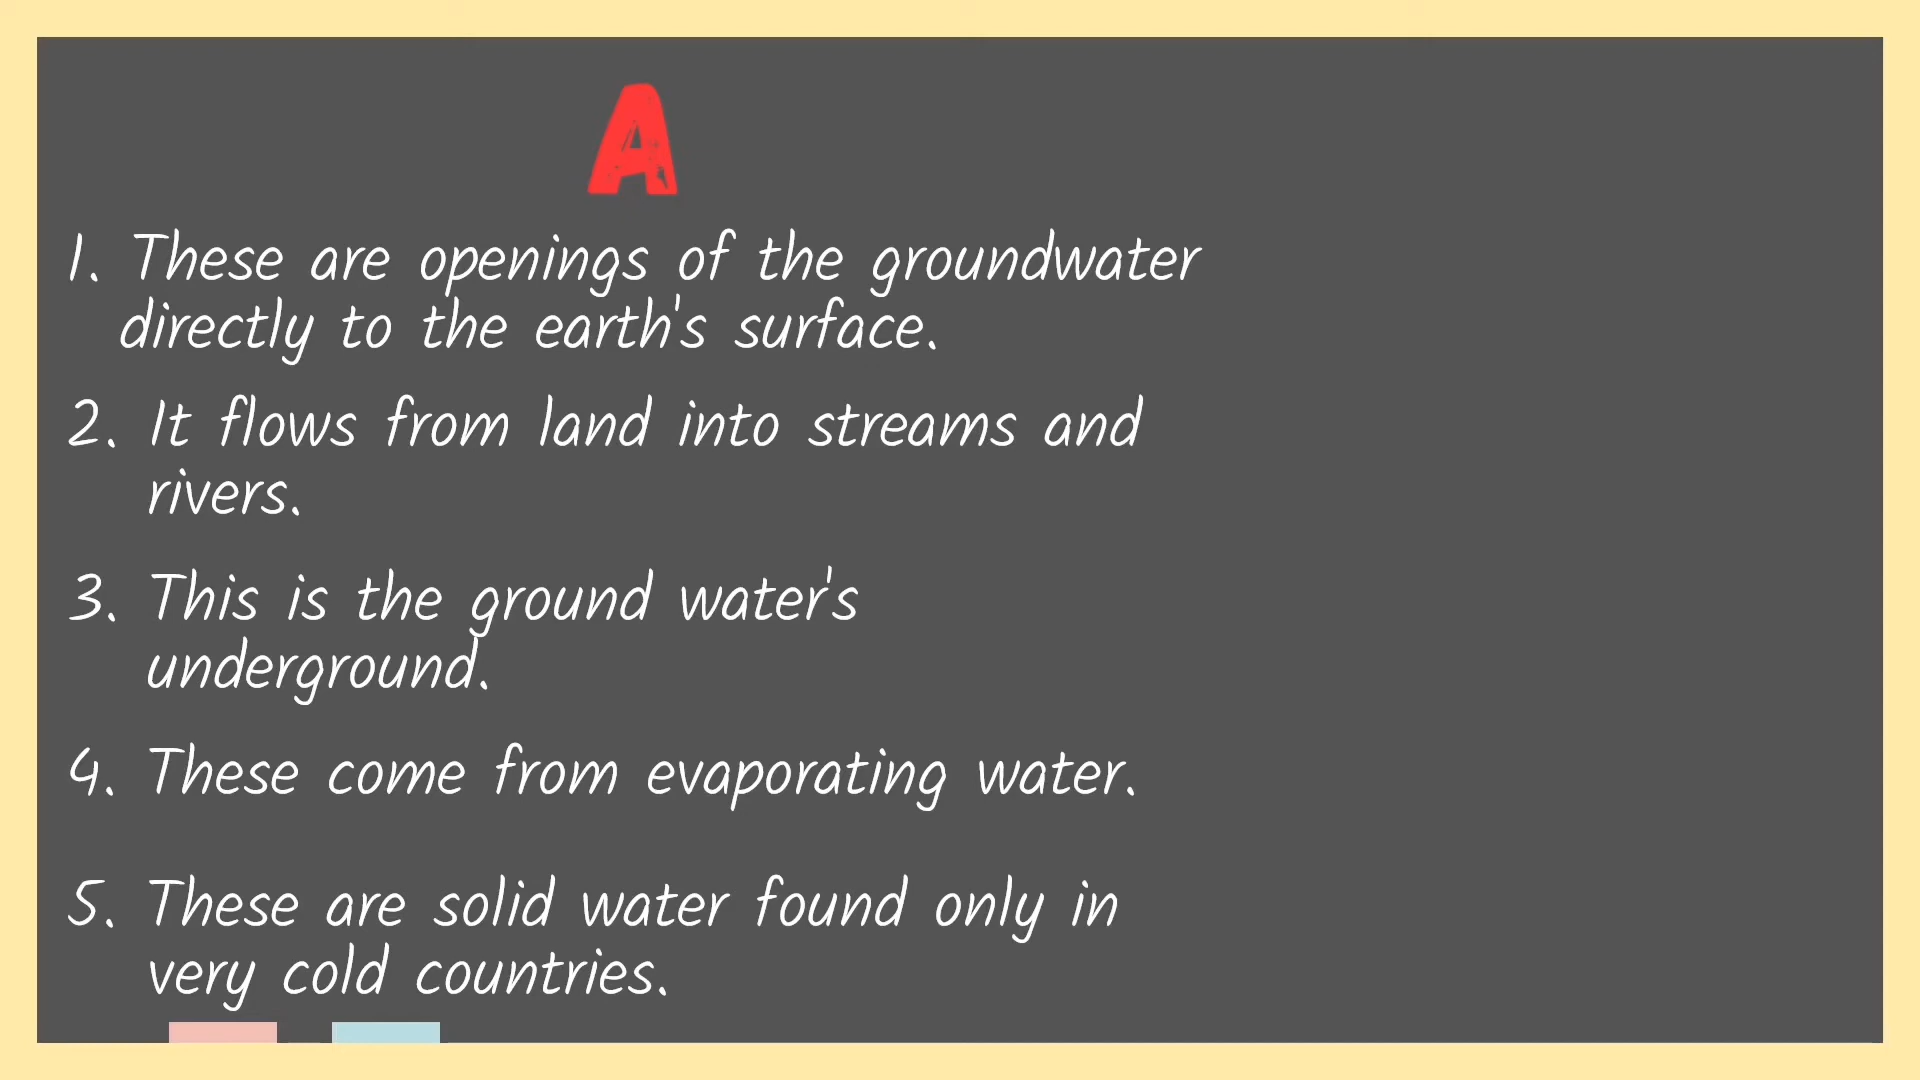 A
1. These are openings of the groundwater
directly to the earth's surface.
2. It flows from land into streams and
rivers.
3. This is the ground water's
underground.
4. These come from evaporating water.
5. These are solid water found only in
very cold countries.